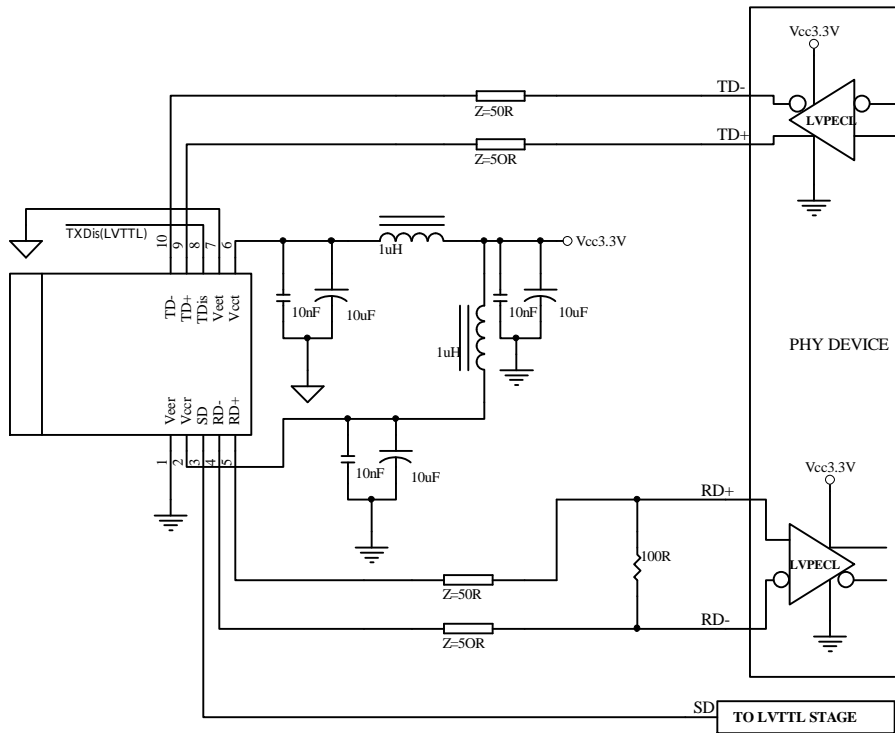 Vcc3.3V
TD-
LVPECL
Z=50R
TD+
Z=5OR
TXDis(LVTTL)
10
9
8
7
6
1uH
Vcc3.3V
TD-
TD+
TDis
Veet
Vcct
10nF
10uF
10nF
10uF
1uH
PHY DEVICE
Veer
Vccr
SD
RD-
RD+
1
2
3
4
5
10nF
10uF
Vcc3.3V
RD+
LVPECL
100R
Z=50R
RD-
Z=5OR
SD
TO LVTTL STAGE